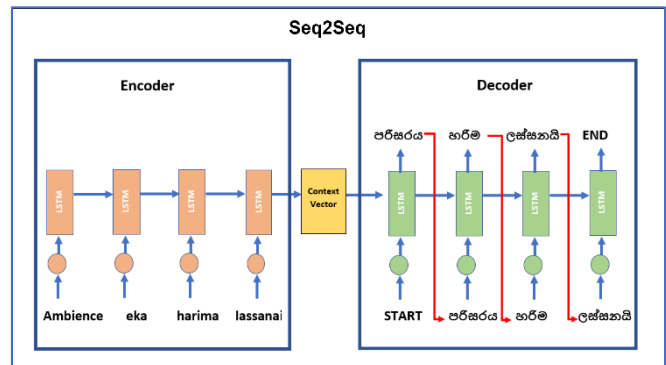 Seq2Seq
Encoder
Decoder
පරිසරය හරිම ලස්සනයි END
LSTM LSTM LSTM LSTM
Context
Vector
LSTM LSTM LSTM LSTM
Ambience eka harima lassanai
START පරිසරය හරිම ලස්සනයි